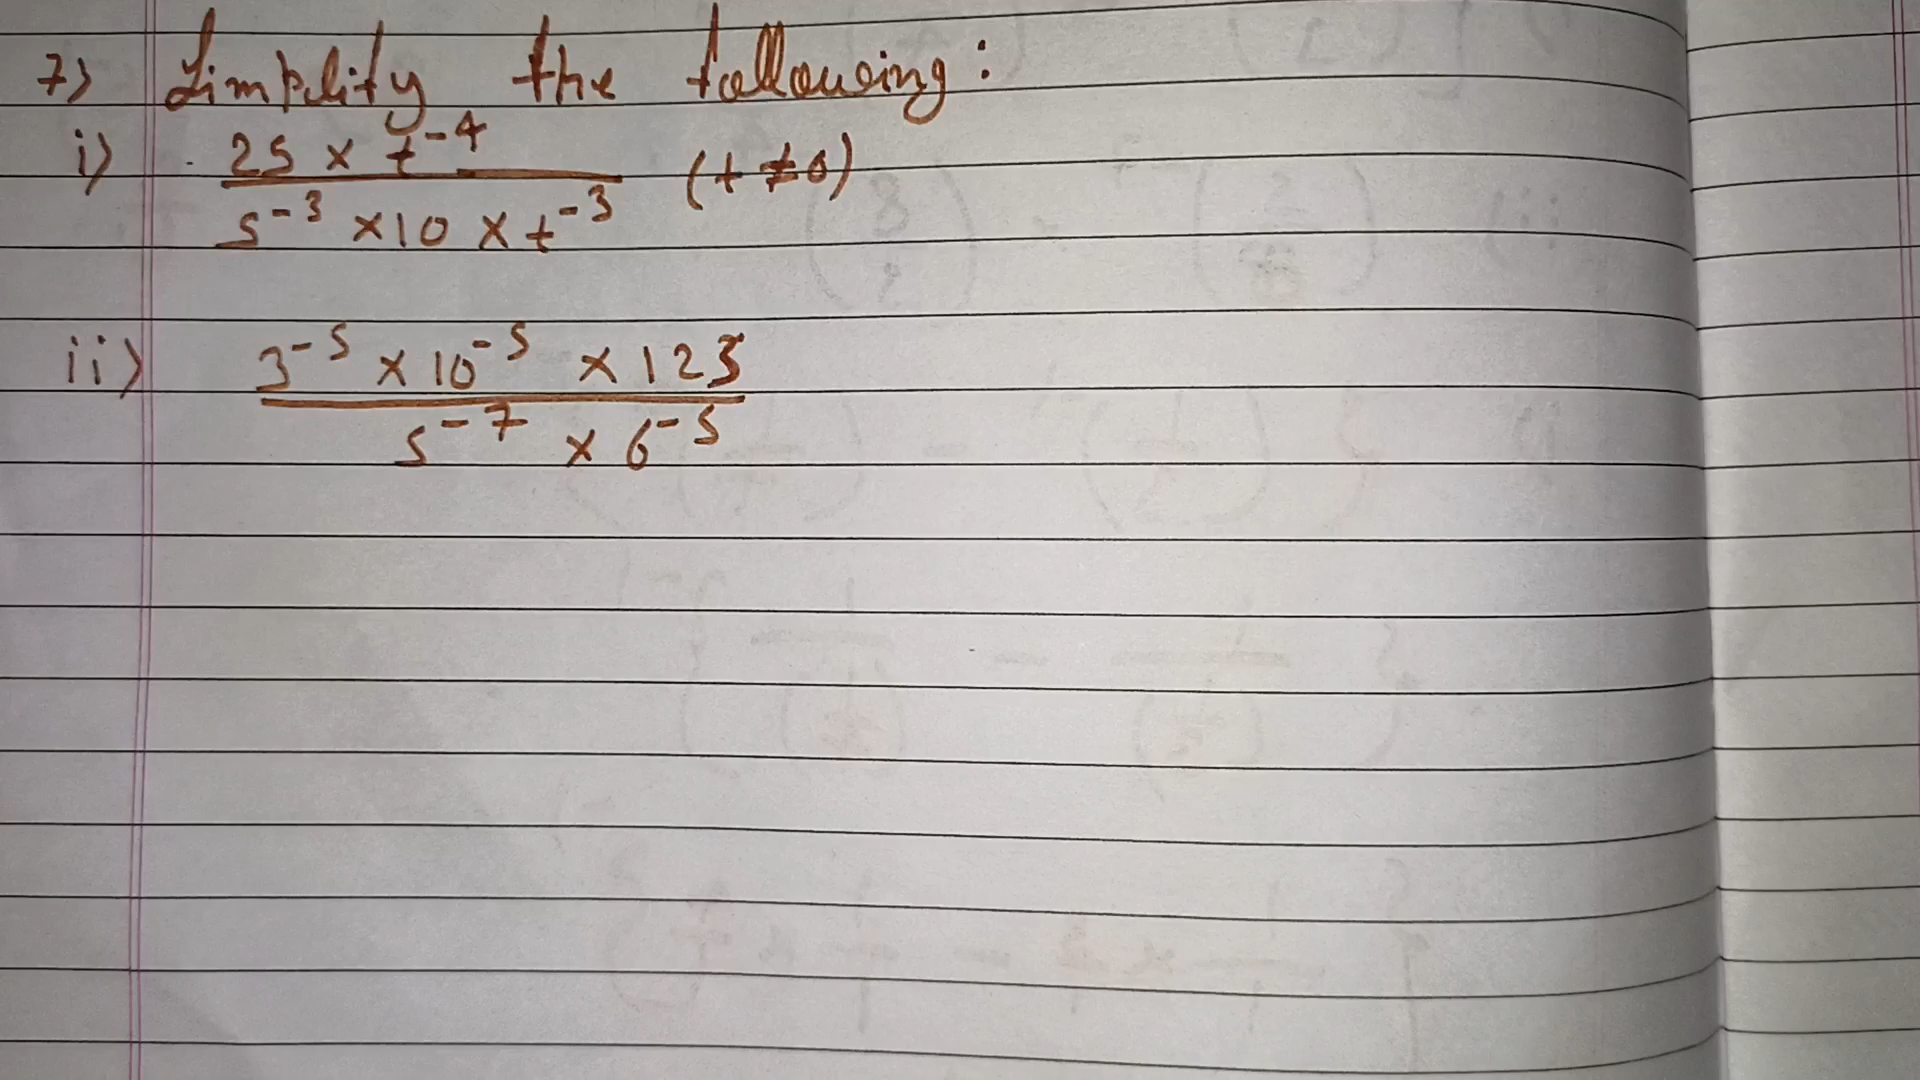 7) Simplify the following:
i) 25 × t⁻⁴ / 5⁻³ × 10 × t⁻³ (t ≠ 0)
ii) 3⁻⁵ × 10⁻⁵ × 125 / 5⁻⁷ × 6⁻⁵